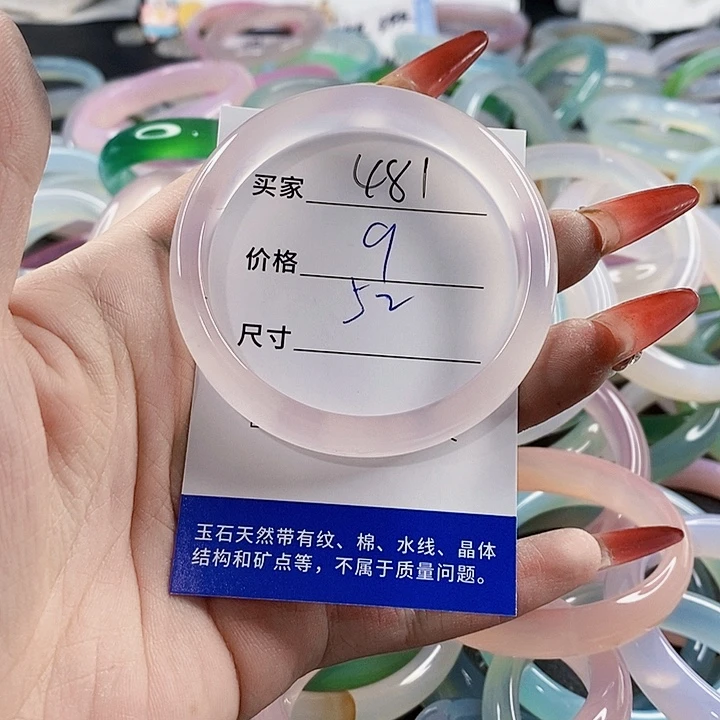 买家 481
价格 9
52
尺寸
玉石天然带有纹、棉、水线、晶体
结构和矿点等，不属于质量问题。